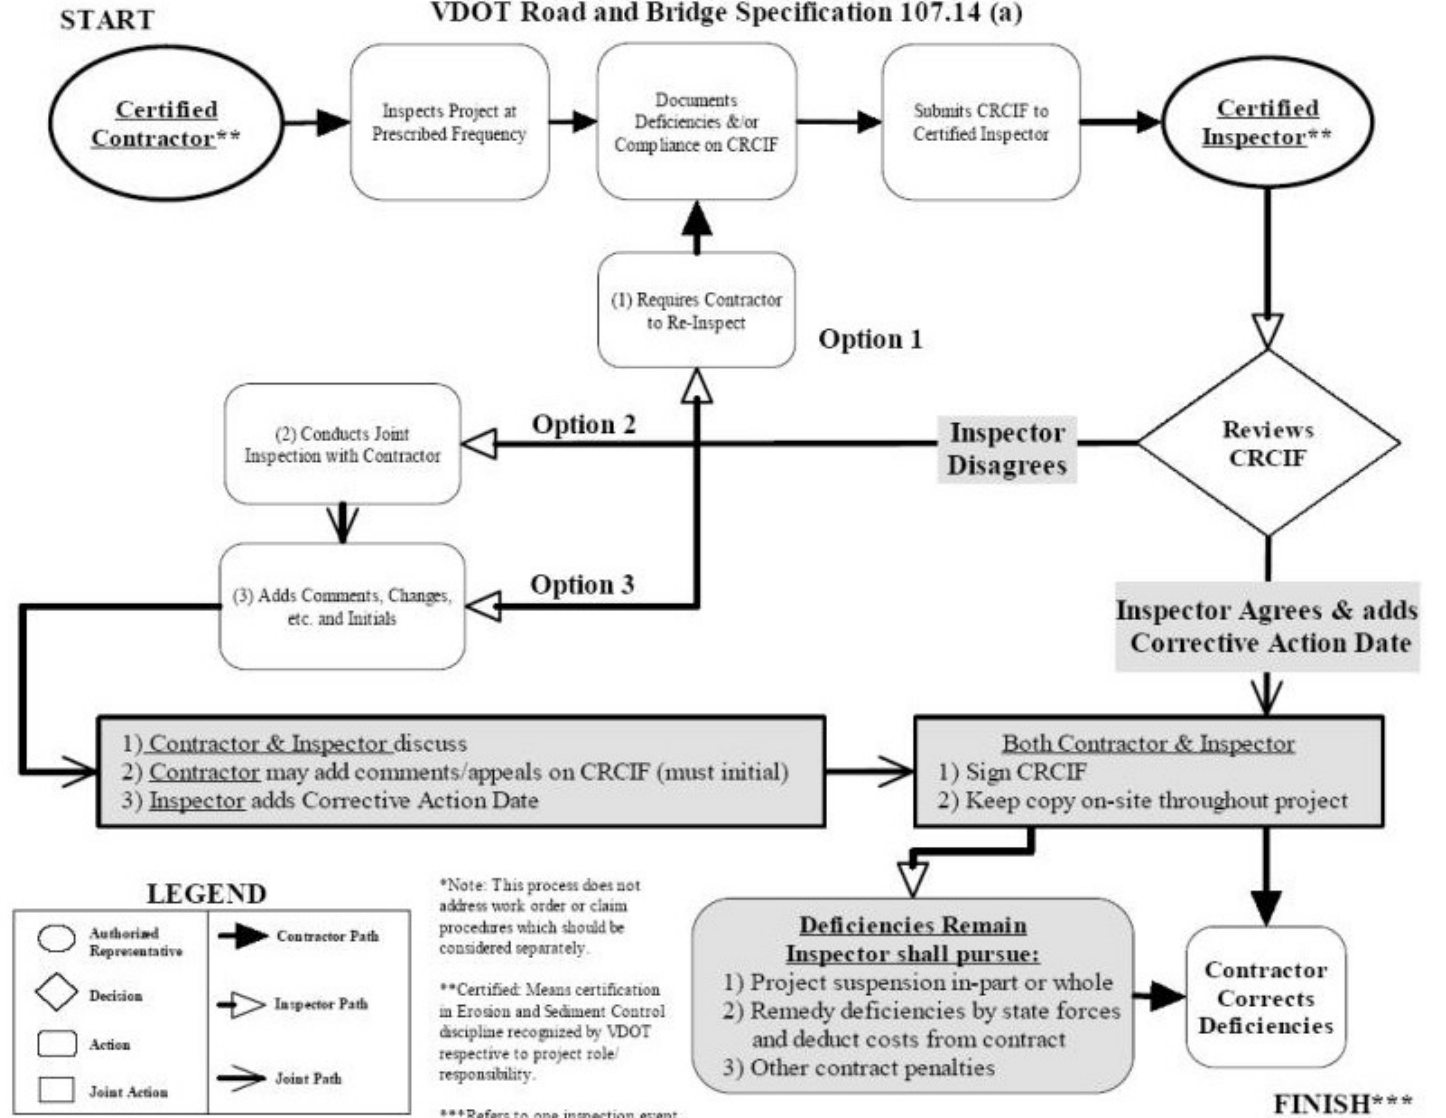 START
VDOT Road and Bridge Specification 107.14 (a)
Certified
Contractor**
Inspects Project at
Prescribed Frequency
Documents
Deficiencies &/or
Compliance on CRCIF
Submits CRCIF to
Certified Inspector
Certified
Inspector**
(1) Requires Contractor
to Re-Inspect
Option 1
(2) Conducts Joint
Inspection with Contractor
Option 2
Inspector
Disagrees
Reviews
CRCIF
(3) Adds Comments, Changes,
etc. and Initials
Option 3
Inspector Agrees & adds
Corrective Action Date
1) Contractor & Inspector discuss
2) Contractor may add comments/appeals on CRCIF (must initial)
3) Inspector adds Corrective Action Date
Both Contractor & Inspector
1) Sign CRCIF
2) Keep copy on-site throughout project
LEGEND
Authorized
Representative
Decision
Action
Joint Action
Contractor Path
Inspector Path
Joint Path
*Note: This process does not
address work order or claim
procedures which should be
considered separately.
**Certified: Means certification
in Erosion and Sediment Control
discipline recognized by VDOT
respective to project role/
responsibility.
***Refers to one inspection event
Deficiencies Remain
Inspector shall pursue:
1) Project suspension in-part or whole
2) Remedy deficiencies by state forces
and deduct costs from contract
3) Other contract penalties
Contractor
Corrects
Deficiencies
FINISH***